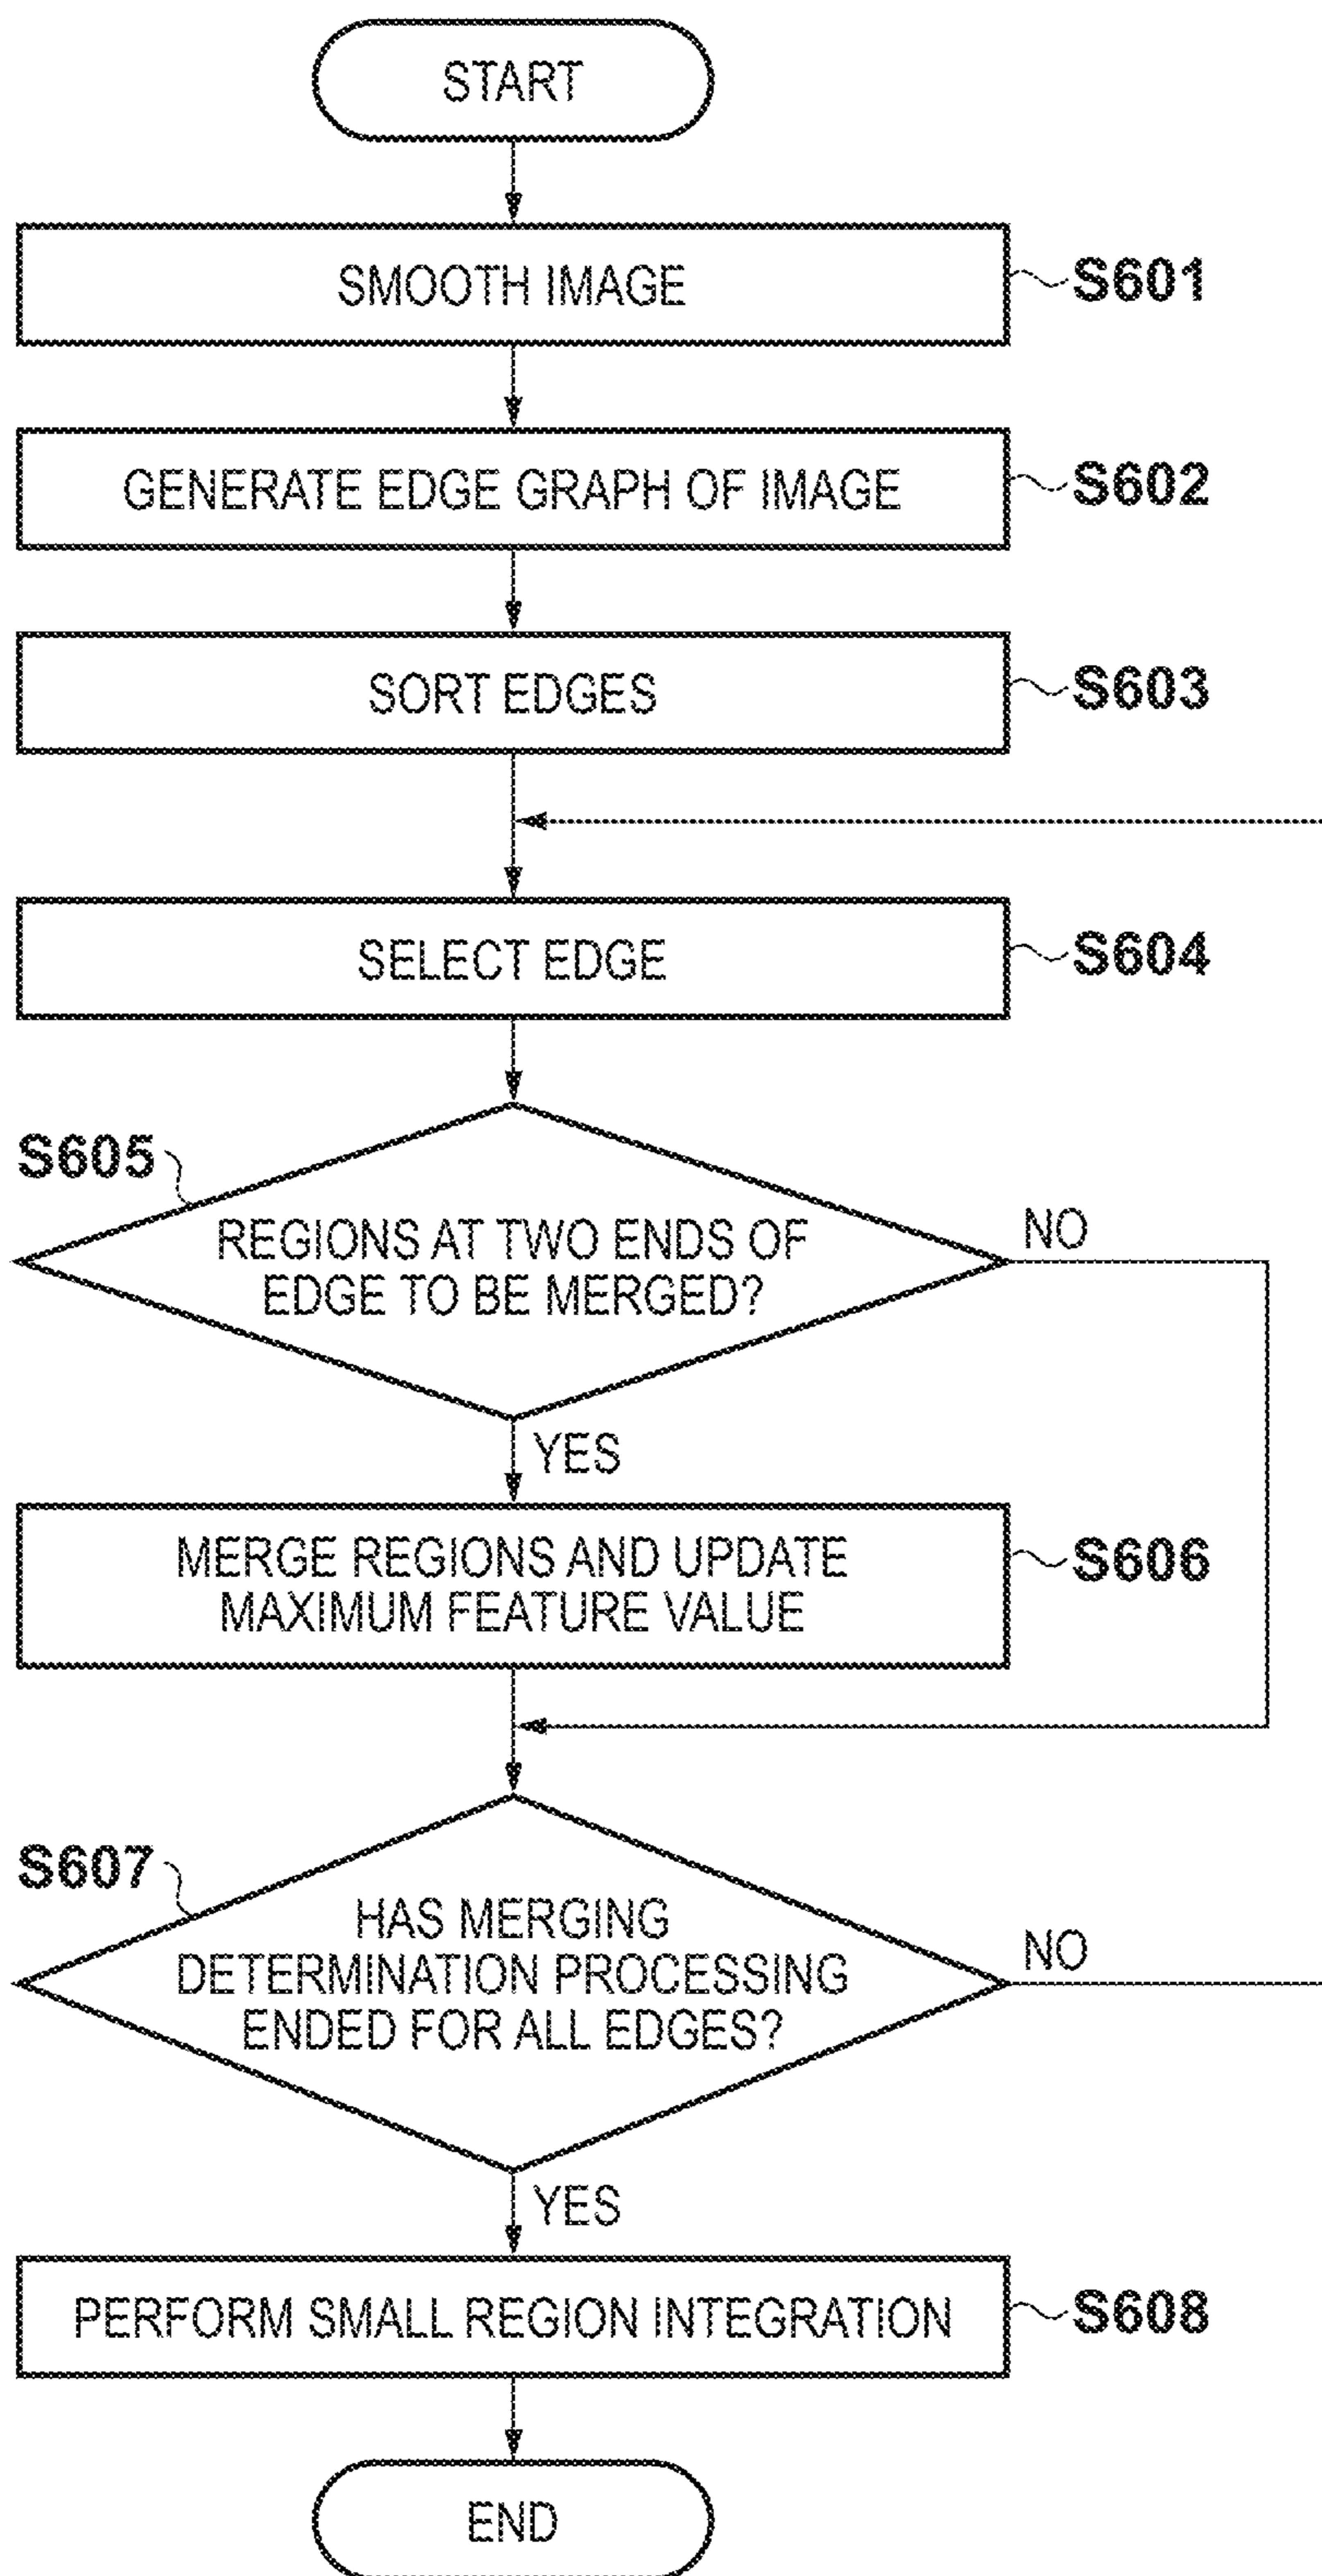 START
SMOOTH IMAGE
S601
GENERATE EDGE GRAPH OF IMAGE
S602
SORT EDGES
S603
SELECT EDGE
S604
S605
REGIONS AT TWO ENDS OF
EDGE TO BE MERGED?
NO
YES
MERGE REGIONS AND UPDATE
MAXIMUM FEATURE VALUE
S606
S607
HAS MERGING
DETERMINATION PROCESSING
ENDED FOR ALL EDGES?
NO
YES
PERFORM SMALL REGION INTEGRATION
S608
END